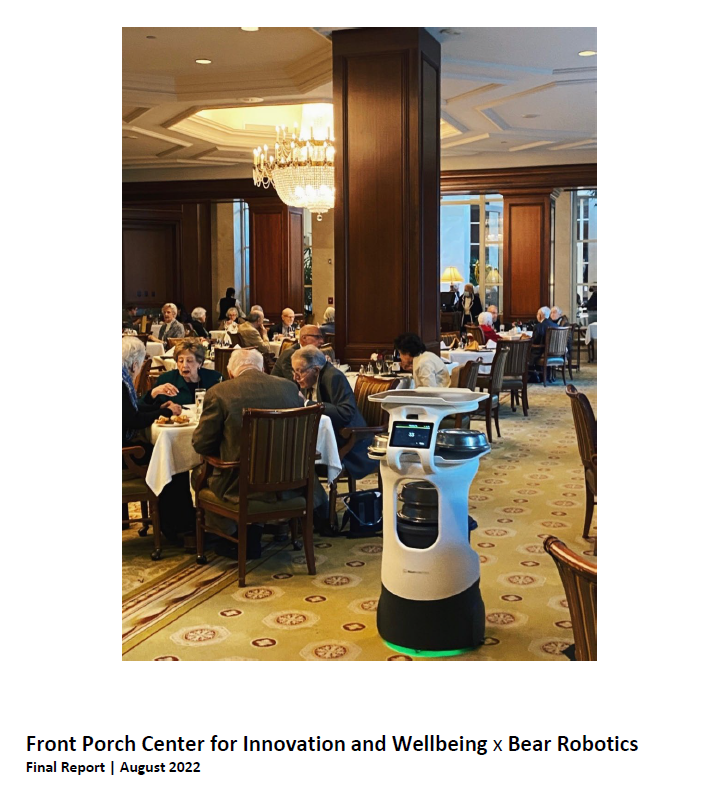 Front Porch Center for Innovation and Wellbeing x Bear Robotics
Final Report | August 2022